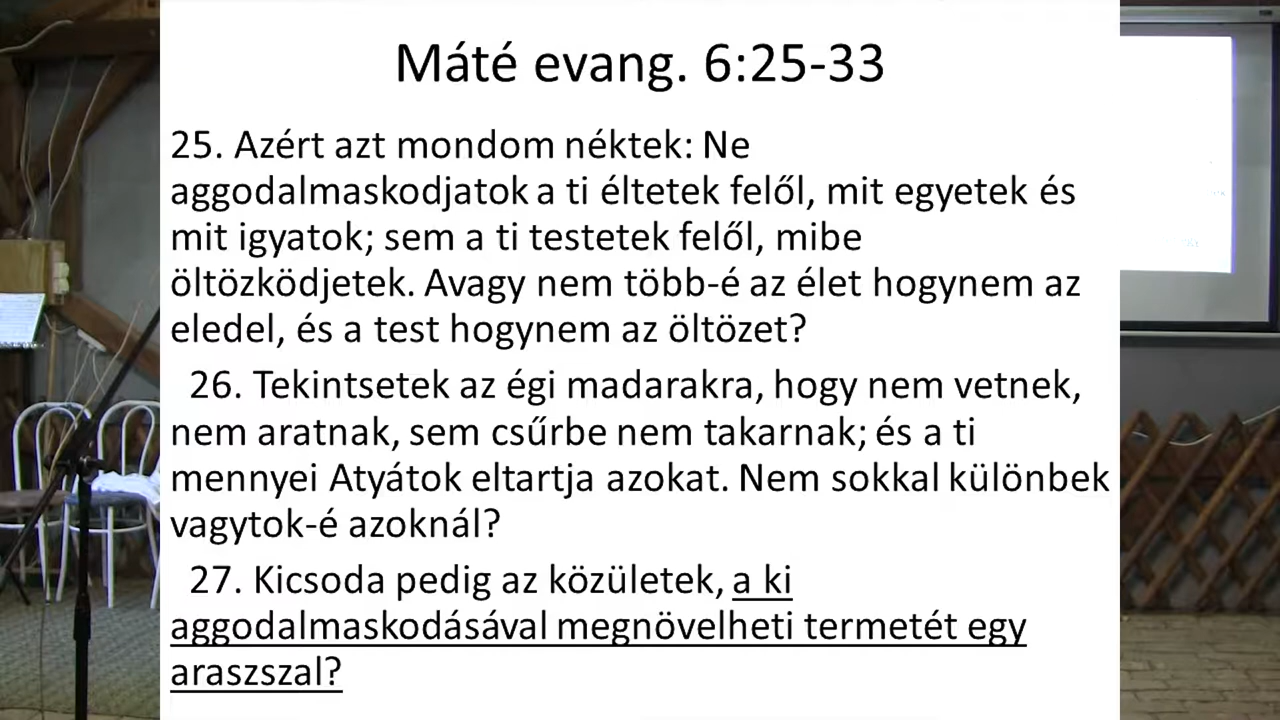 Máté evang. 6:25-33
25. Azért azt mondom néktek: Ne
aggodalmaskodjatok a ti éltetek felől, mit egyetek és
mit igyatok; sem a ti testetek felől, mibe
öltözködjetek. Avagy nem több-é az élet hogynem az
eledel, és a test hogynem az öltözet?
26. Tekintsetek az égi madarakra, hogy nem vetnek,
nem aratnak, sem csűrbe nem takarnak; és a ti
mennyei Atyátok eltartja azokat. Nem sokkal különbek
vagytok-é azoknál?
27. Kicsoda pedig az közületek, a ki
aggodalmaskodásával megnövelheti termetét egy
araszszal?